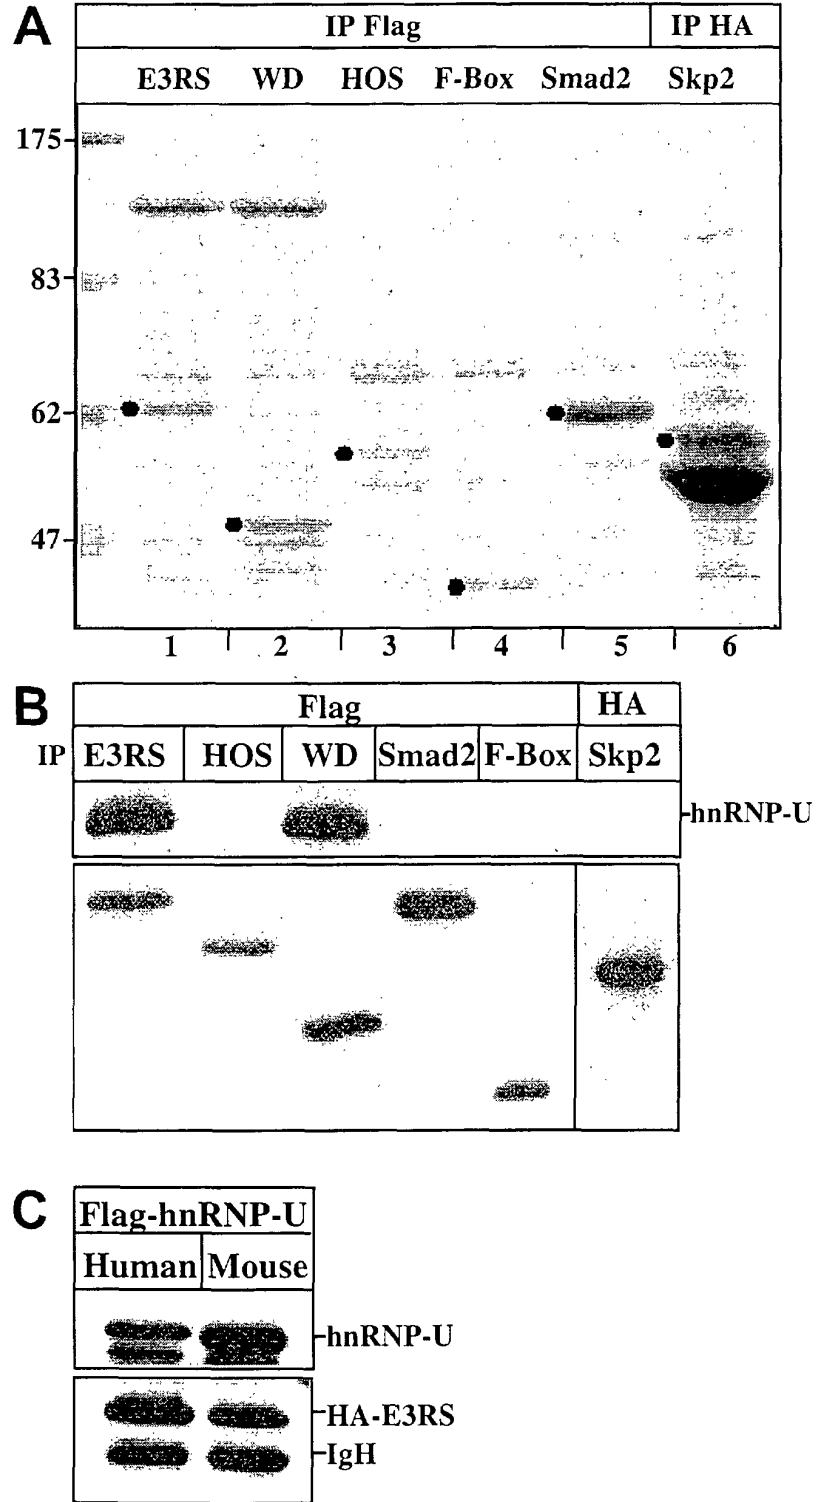 A
IP Flag IP HA
E3RS WD HOS F-Box Smad2 Skp2
175
83
62
47
1 2 3 4 5 6
B
Flag HA
IP E3RS HOS WD Smad2 F-Box Skp2
hnRNP-U
C
Flag-hnRNP-U
Human Mouse
hnRNP-U
HA-E3RS
IgH